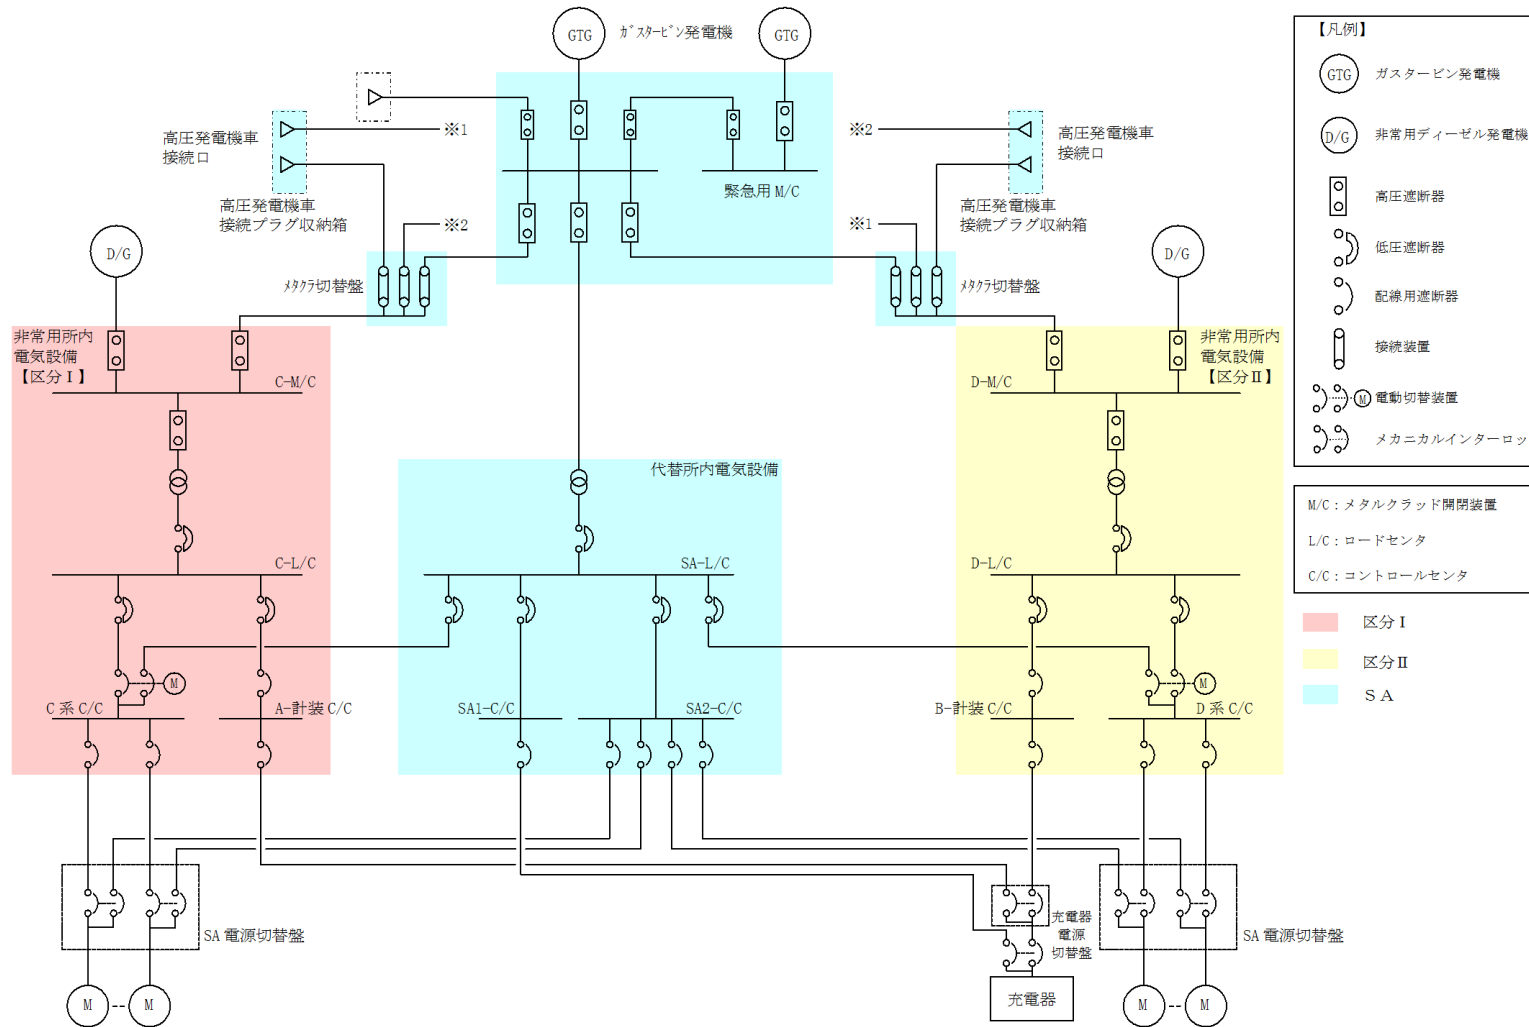 GTG
ｶﾞｽﾀｰﾋﾞﾝ発電機
GTG
高圧発電機車
接続口
※1
※2
高圧発電機車
接続口
緊急用 M/C
高圧発電機車
接続プラグ収納箱
※2
※1
高圧発電機車
接続プラグ収納箱
D/G
D/G
ﾒﾀｸﾗ切替盤
ﾒﾀｸﾗ切替盤
非常用所内
電気設備
【区分Ⅰ】
非常用所内
電気設備
【区分Ⅱ】
C-M/C
D-M/C
代替所内電気設備
C-L/C
SA-L/C
D-L/C
M
M
C 系 C/C
A-計装 C/C
SA1-C/C
SA2-C/C
B-計装 C/C
D 系 C/C
SA 電源切替盤
充電器
電源
切替盤
SA 電源切替盤
M
M
充電器
M
M
【凡例】
GTG
ガスタービン発電機
D/G
非常用ディーゼル発電機
高圧遮断器
低圧遮断器
配線用遮断器
接続装置
M
電動切替装置
メカニカルインターロッ
M/C：メタルクラッド開閉装置
L/C：ロードセンタ
C/C：コントロールセンタ
区分Ⅰ
区分Ⅱ
ＳＡ